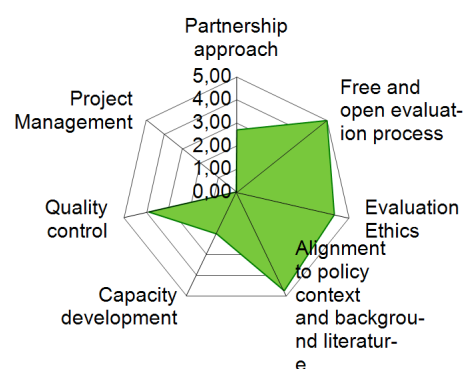 Partnership
approach
5,00
4,00
3,00
2,00
1,00
0,00
Free and
open evaluat-
ion process
Evaluation
Ethics
Alignment
to policy
context
and backgrou-
nd literatur-
e
Capacity
development
Quality
control
Project
Management